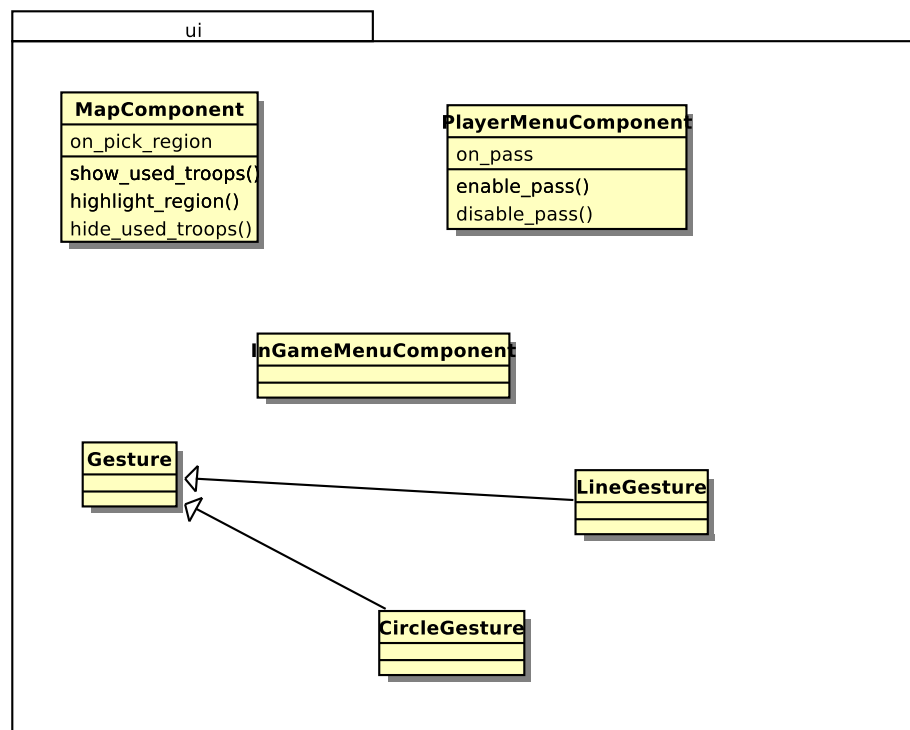 ui
MapComponent
on_pick_region
show_used_troops()
highlight_region()
hide_used_troops()
PlayerMenuComponent
on_pass
enable_pass()
disable_pass()
InGameMenuComponent
Gesture
LineGesture
CircleGesture